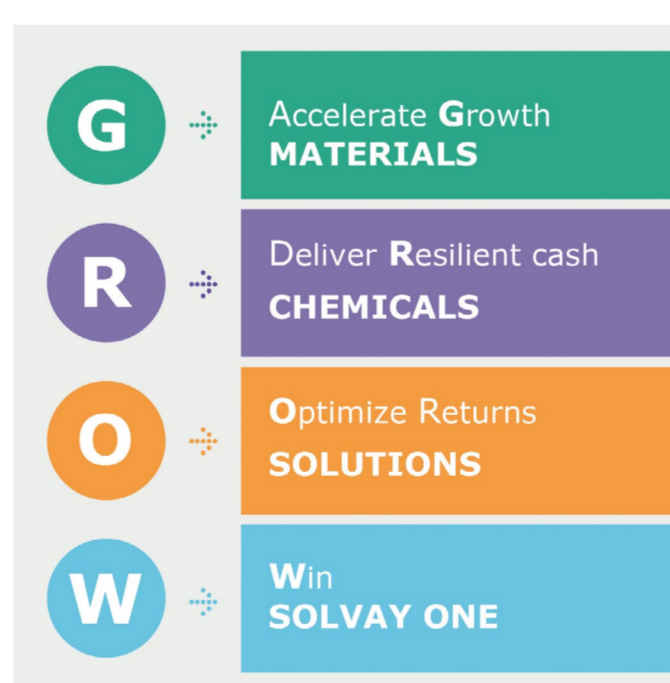 G
Accelerate Growth
MATERIALS
R
Deliver Resilient cash
CHEMICALS
O
Optimize Returns
SOLUTIONS
W
Win
SOLVAY ONE